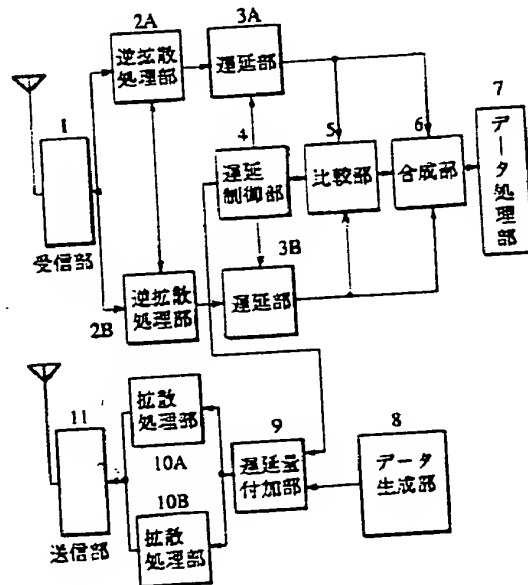 2A
3A
逆拡散
処理部
遅延部
7
1
4
5
6
データ処理部
遅延
制御部
比較部
合成部
受信部
3B
逆拡散
処理部
遅延部
2B
11
拡散
処理部
9
8
10A
遅延量
付加部
データ
生成部
10B
拡散
処理部
送信部